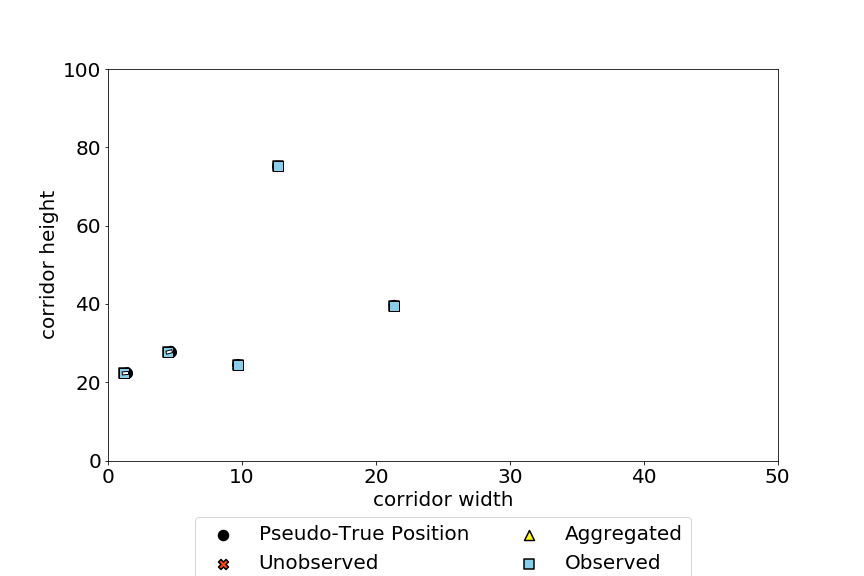 100
80
60
40
20
0
corridor height
0 10 20 30 40 50
corridor width
Pseudo-True Position Aggregated
Unobserved Observed